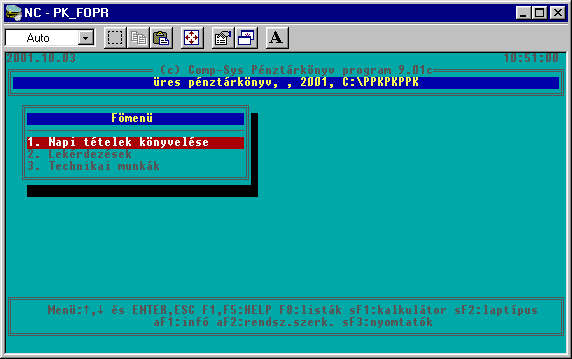 NC - PK_FOPR
Auto
A
2001.10.03 10:51:00
(c) Comp-Sys Pénztárkönyv program 9.01c
üres pénztárkönyv, , 2001, C:\PPKPKPPK
Fömenü
1. Napi tételek könyvelése
2. Lekérdezések
3. Technikai munkák
Menü:↑,↓ és ENTER,ESC F1,F5:HELP F8:listák sF1:kalkulátor sF2:laptipus
aF1:infó aF2:rendsz.szerk. sF3:nyomtatók